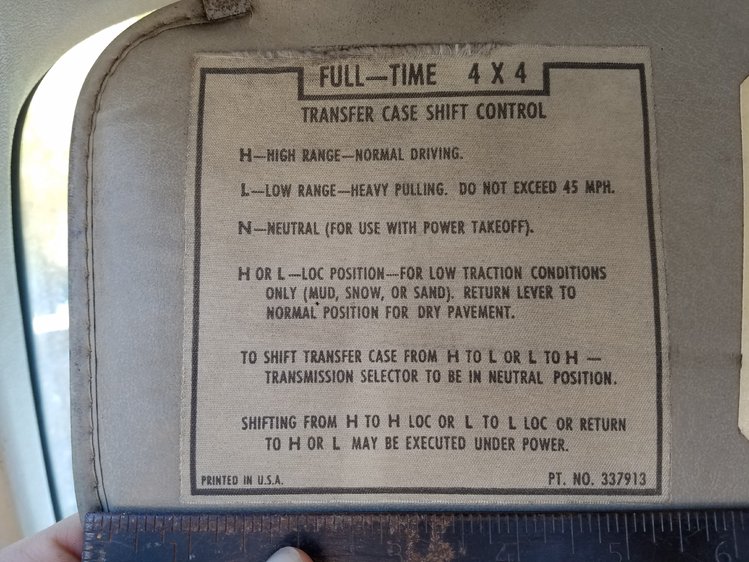 FULL—TIME 4 X 4
TRANSFER CASE SHIFT CONTROL
H—HIGH RANGE—NORMAL DRIVING.
L—LOW RANGE—HEAVY PULLING. DO NOT EXCEED 45 MPH.
N—NEUTRAL (FOR USE WITH POWER TAKEOFF).
H OR L—LOC POSITION—FOR LOW TRACTION CONDITIONS
ONLY (MUD, SNOW, OR SAND). RETURN LEVER TO
NORMAL POSITION FOR DRY PAVEMENT.
TO SHIFT TRANSFER CASE FROM H TO L OR L TO H —
TRANSMISSION SELECTOR TO BE IN NEUTRAL POSITION.
SHIFTING FROM H TO H LOC OR L TO L LOC OR RETURN
TO H OR L MAY BE EXECUTED UNDER POWER.
PRINTED IN U.S.A. PT. NO. 337913
3 4 5 6